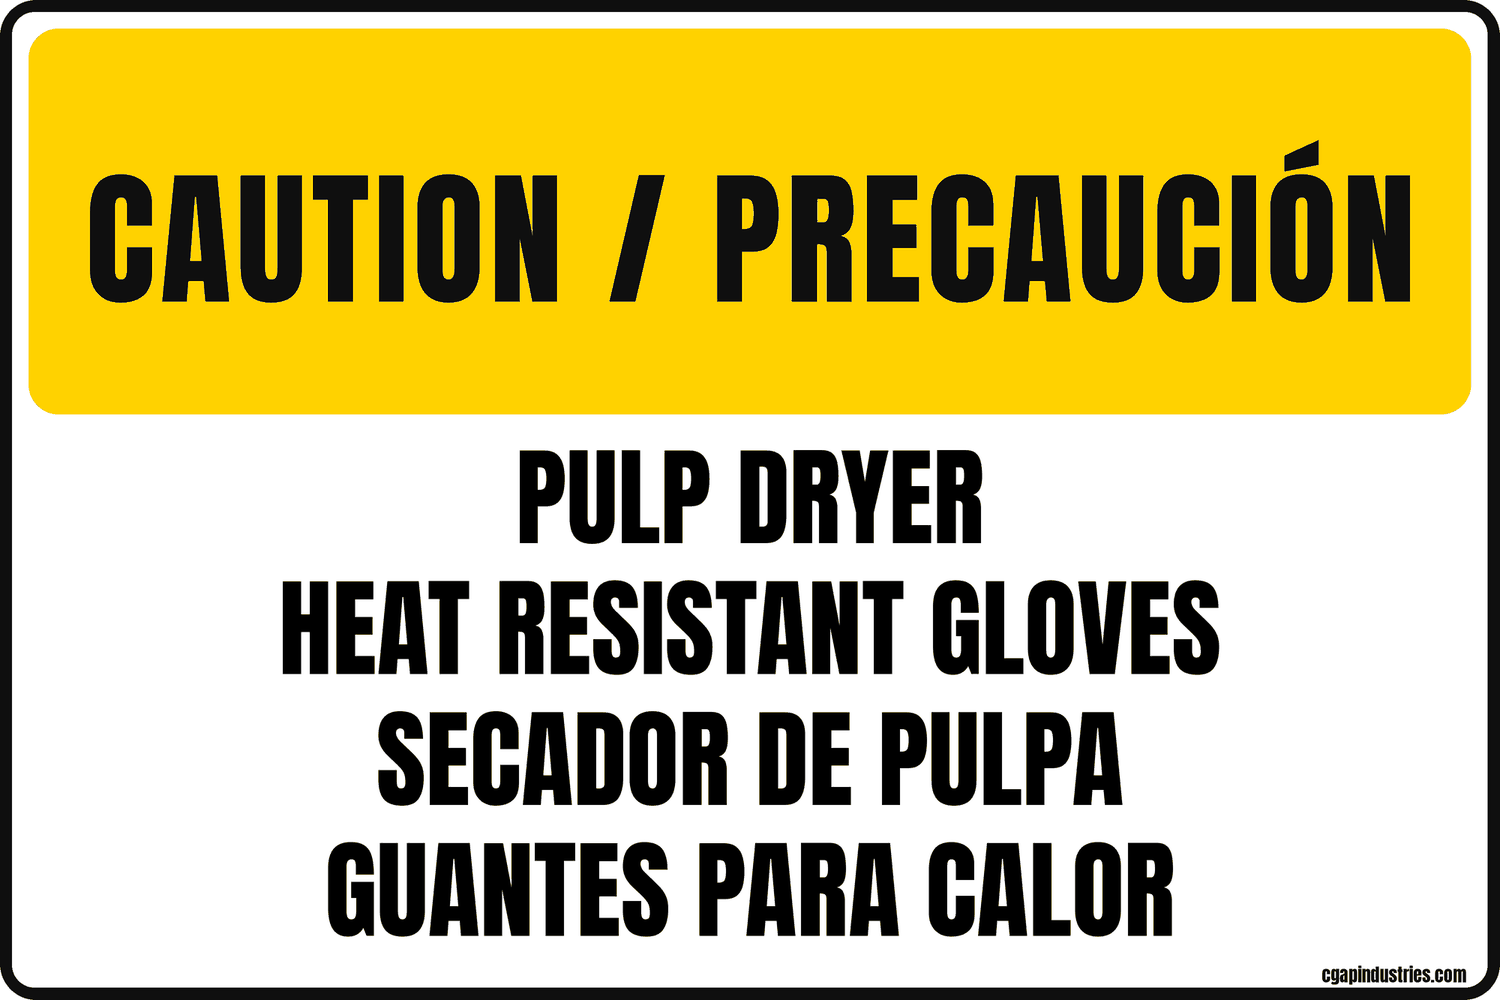 CAUTION / PRECAUCIÓN
PULP DRYER
HEAT RESISTANT GLOVES
SECADOR DE PULPA
GUANTES PARA CALOR
cgapindustries.com